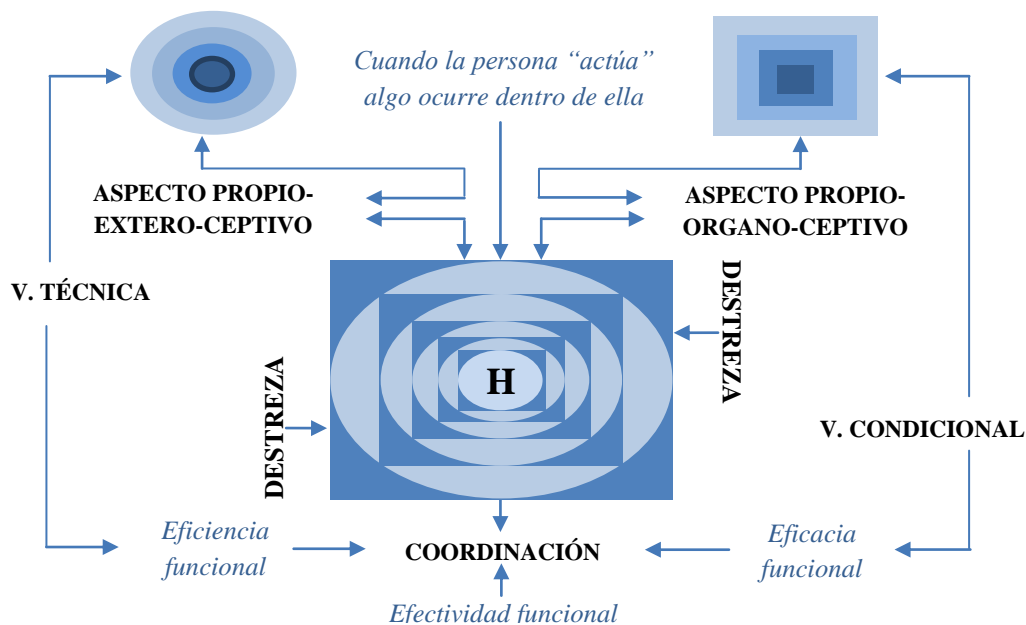 Cuando la persona “actúa”
algo ocurre dentro de ella
ASPECTO PROPIO-
EXTERO-CEPTIVO
ASPECTO PROPIO-
ORGANO-CEPTIVO
V. TÉCNICA
DESTREZA
H
DESTREZA
V. CONDICIONAL
Eficiencia
funcional
COORDINACIÓN
Eficacia
funcional
Efectividad funcional